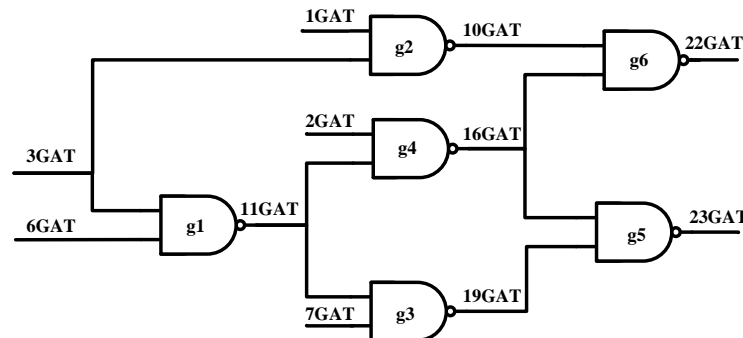 1GAT
10GAT
22GAT
g2
g6
2GAT
16GAT
3GAT
g4
11GAT
6GAT
g1
23GAT
g5
19GAT
7GAT
g3